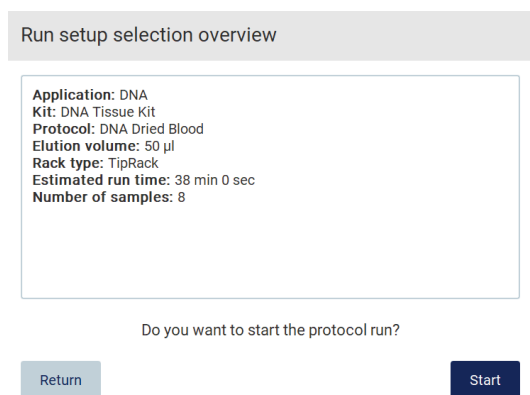 Run setup selection overview
Application: DNA
Kit: DNA Tissue Kit
Protocol: DNA Dried Blood
Elution volume: 50 µl
Rack type: TipRack
Estimated run time: 38 min 0 sec
Number of samples: 8
Do you want to start the protocol run?
Return
Start